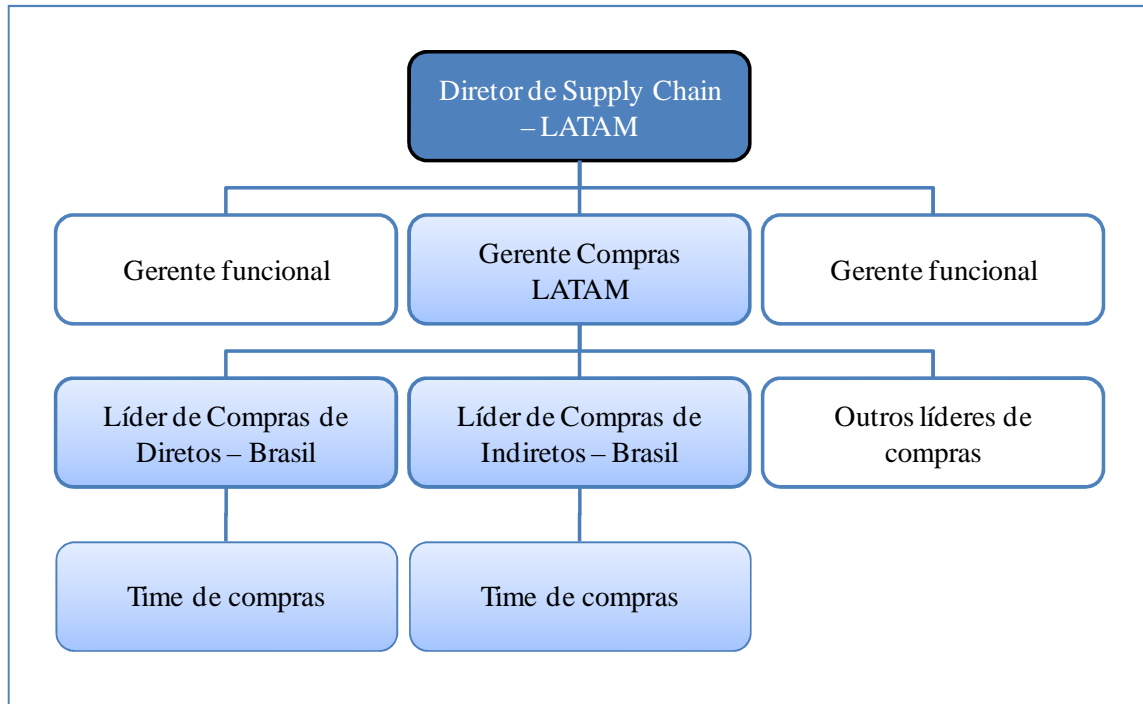 Diretor de Supply Chain
– LATAM
Gerente funcional
Gerente Compras
LATAM
Gerente funcional
Líder de Compras de
Diretos – Brasil
Líder de Compras de
Indiretos – Brasil
Outros líderes de
compras
Time de compras
Time de compras